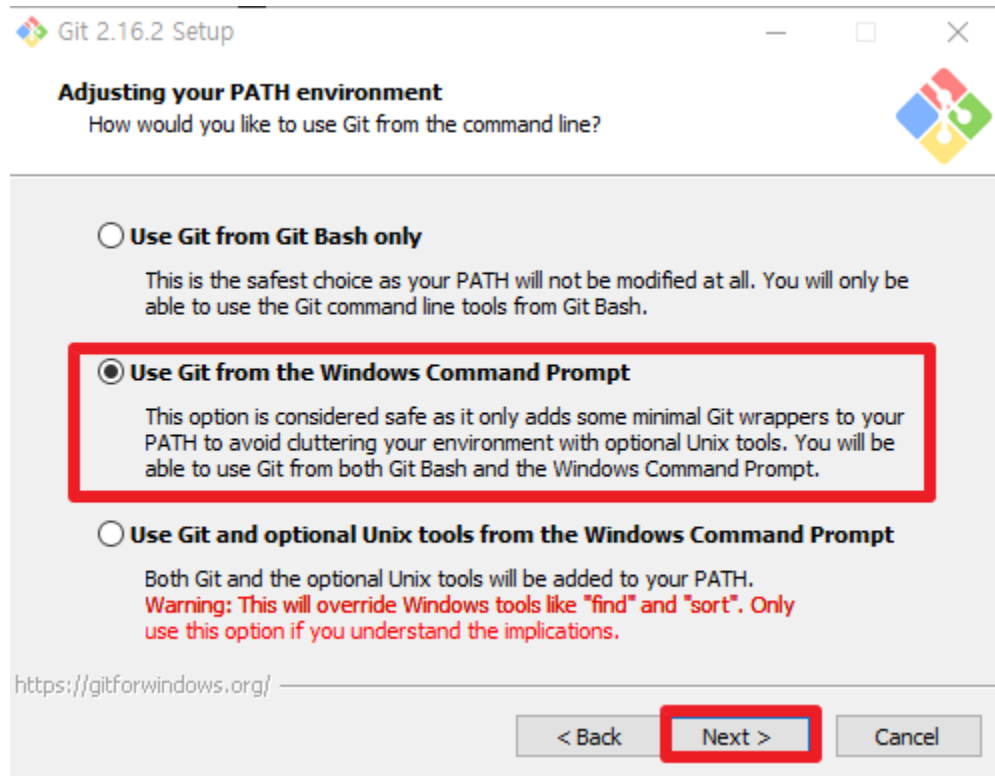 Git 2.16.2 Setup
Adjusting your PATH environment
How would you like to use Git from the command line?
Use Git from Git Bash only
This is the safest choice as your PATH will not be modified at all. You will only be
able to use the Git command line tools from Git Bash.
Use Git from the Windows Command Prompt
This option is considered safe as it only adds some minimal Git wrappers to your
PATH to avoid cluttering your environment with optional Unix tools. You will be
able to use Git from both Git Bash and the Windows Command Prompt.
Use Git and optional Unix tools from the Windows Command Prompt
Both Git and the optional Unix tools will be added to your PATH.
Warning: This will override Windows tools like "find" and "sort". Only
use this option if you understand the implications.
https://gitforwindows.org/
< Back Next > Cancel